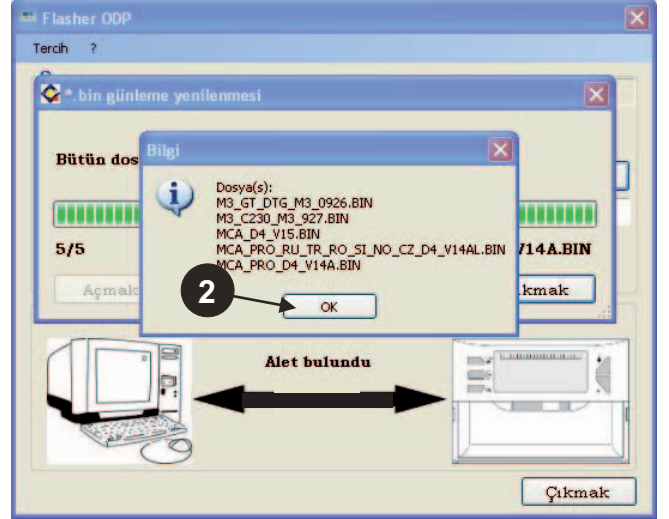 Flasher ODP
Tercih ?
*.bin günleme yenilenmesi
Bilgi
Bütün dos
Dosya(s):
M3_GT_DTG_M3_0926.BIN
M3_C230_M3_927.BIN
MCA_D4_V15.BIN
MCA_PRO_RU_TR_RO_SI_NO_CZ_D4_V14AL.BIN
MCA_PRO_D4_V14A.BIN
5/5
V14A.BIN
Açmak
kmak
2
OK
Alet bulundu
Çıkmak